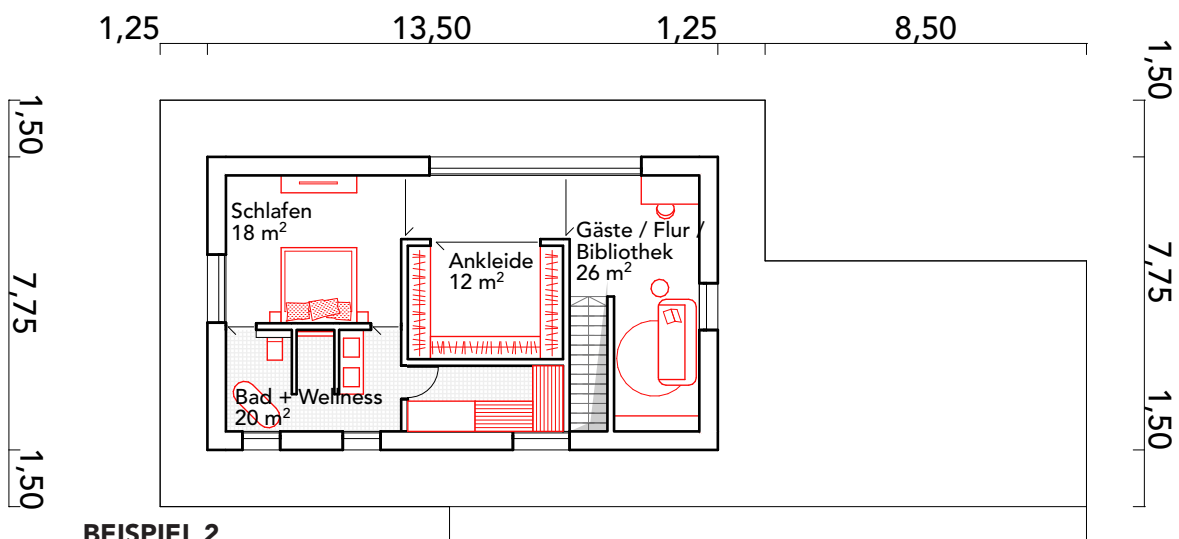 1,25
13,50
1,25
8,50
1,50
1,50
Schlafen
18 m²
Ankleide
12 m²
Gäste / Flur /
Bibliothek
26 m²
7,75
7,75
Bad + Wellness
20 m²
1,50
1,50
BEISPIEL 2